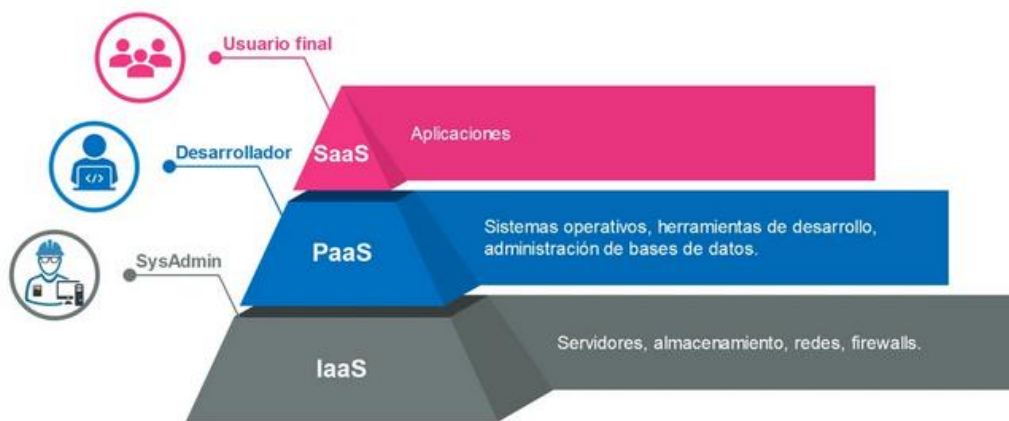 Usuario final
SaaS
Aplicaciones
Desarrollador
PaaS
Sistemas operativos, herramientas de desarrollo,
administración de bases de datos.
SysAdmin
IaaS
Servidores, almacenamiento, redes, firewalls.